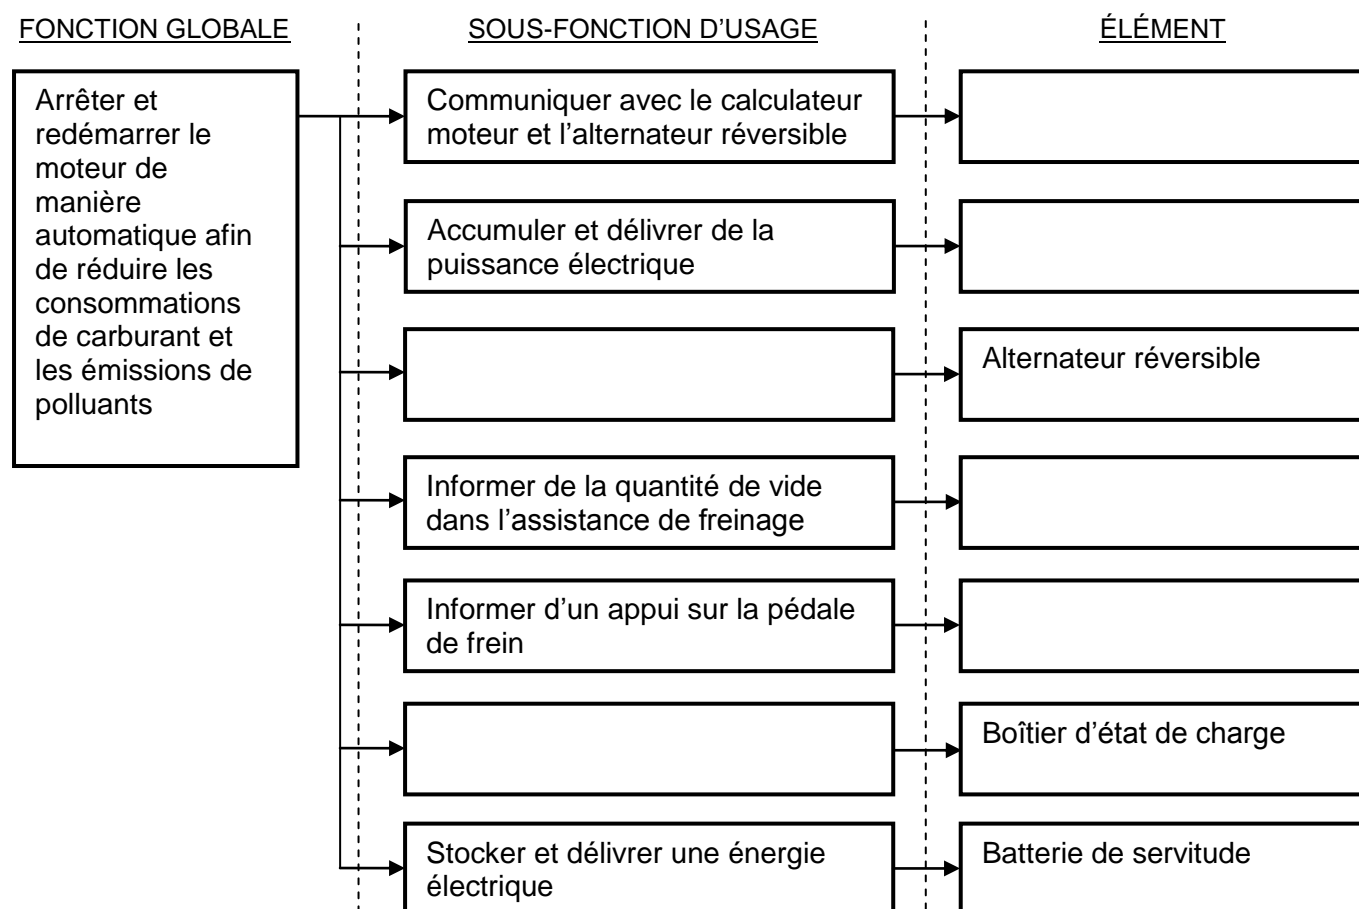 FONCTION GLOBALE
SOUS-FONCTION D’USAGE
ÉLÉMENT
Arrêter et
redémarrer le
moteur de
manière
automatique afin
de réduire les
consommations
de carburant et
les émissions de
polluants
Communiquer avec le calculateur
moteur et l’alternateur réversible
Accumuler et délivrer de la
puissance électrique
Alternateur réversible
Informer de la quantité de vide
dans l’assistance de freinage
Informer d’un appui sur la pédale
de frein
Boîtier d’état de charge
Stocker et délivrer une énergie
électrique
Batterie de servitude